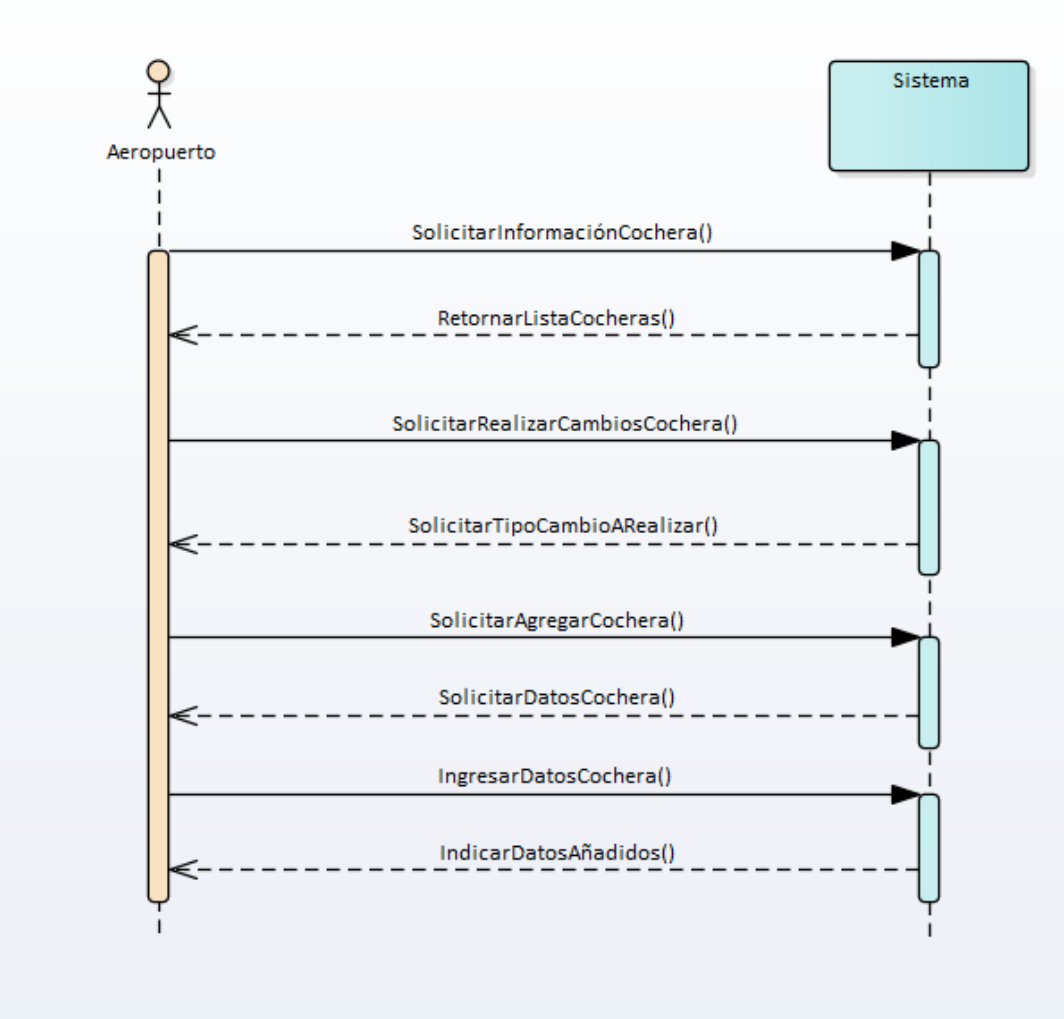 Aeropuerto
Sistema
SolicitarInformaciónCochera()
RetornarListaCocheras()
SolicitarRealizarCambiosCochera()
SolicitarTipoCambioARealizar()
SolicitarAgregarCochera()
SolicitarDatosCochera()
IngresarDatosCochera()
IndicarDatosAñadidos()